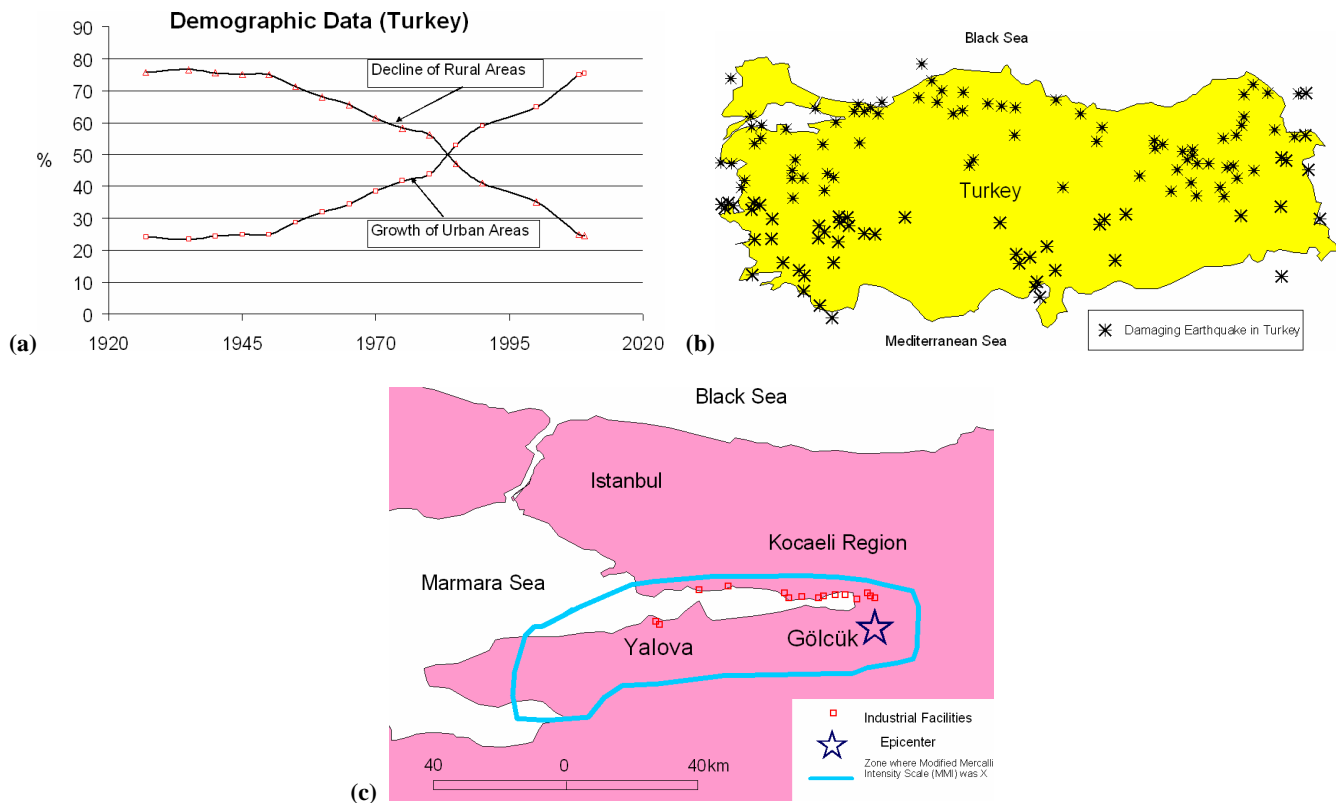 Demographic Data (Turkey)
90
80
70
60
50
40
30
20
10
0
%
Decline of Rural Areas
Growth of Urban Areas
1920
1945
1970
1995
2020
(a)
Black Sea
Turkey
Mediterranean Sea
Damaging Earthquake in Turkey
(b)
Black Sea
Istanbul
Kocaeli Region
Marmara Sea
Yalova
Gölcük
40
0
40km
Industrial Facilities
Epicenter
Zone where Modified Mercalli
Intensity Scale (MMI) was X
(c)